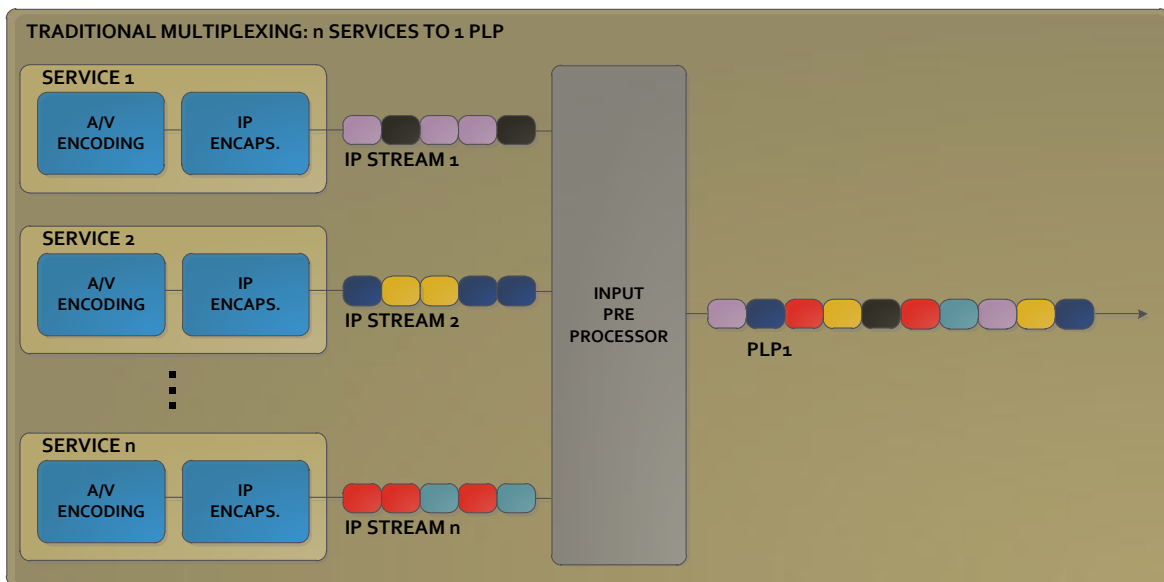 TRADITIONAL MULTIPLEXING: n SERVICES TO 1 PLP
SERVICE 1
A/V
ENCODING
IP
ENCAPS.
IP STREAM 1
SERVICE 2
A/V
ENCODING
IP
ENCAPS.
IP STREAM 2
SERVICE n
A/V
ENCODING
IP
ENCAPS.
IP STREAM n
INPUT
PRE
PROCESSOR
PLP1